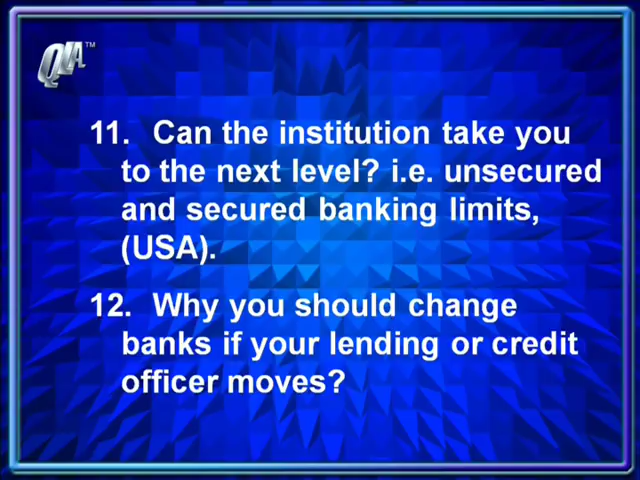 QLA™
11. Can the institution take you
to the next level? i.e. unsecured
and secured banking limits,
(USA).
12. Why you should change
banks if your lending or credit
officer moves?